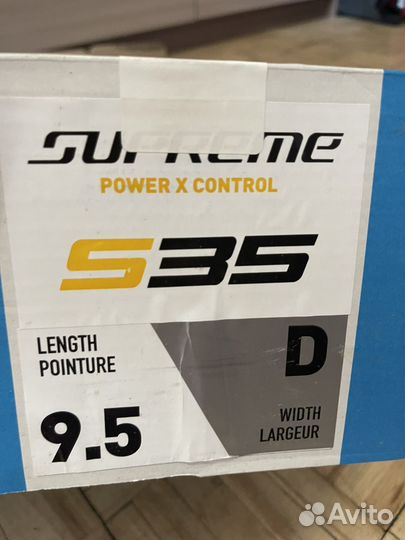 SUPREME
POWER X CONTROL
S35
LENGTH
POINTURE
9.5
D
WIDTH
LARGEUR
Avito